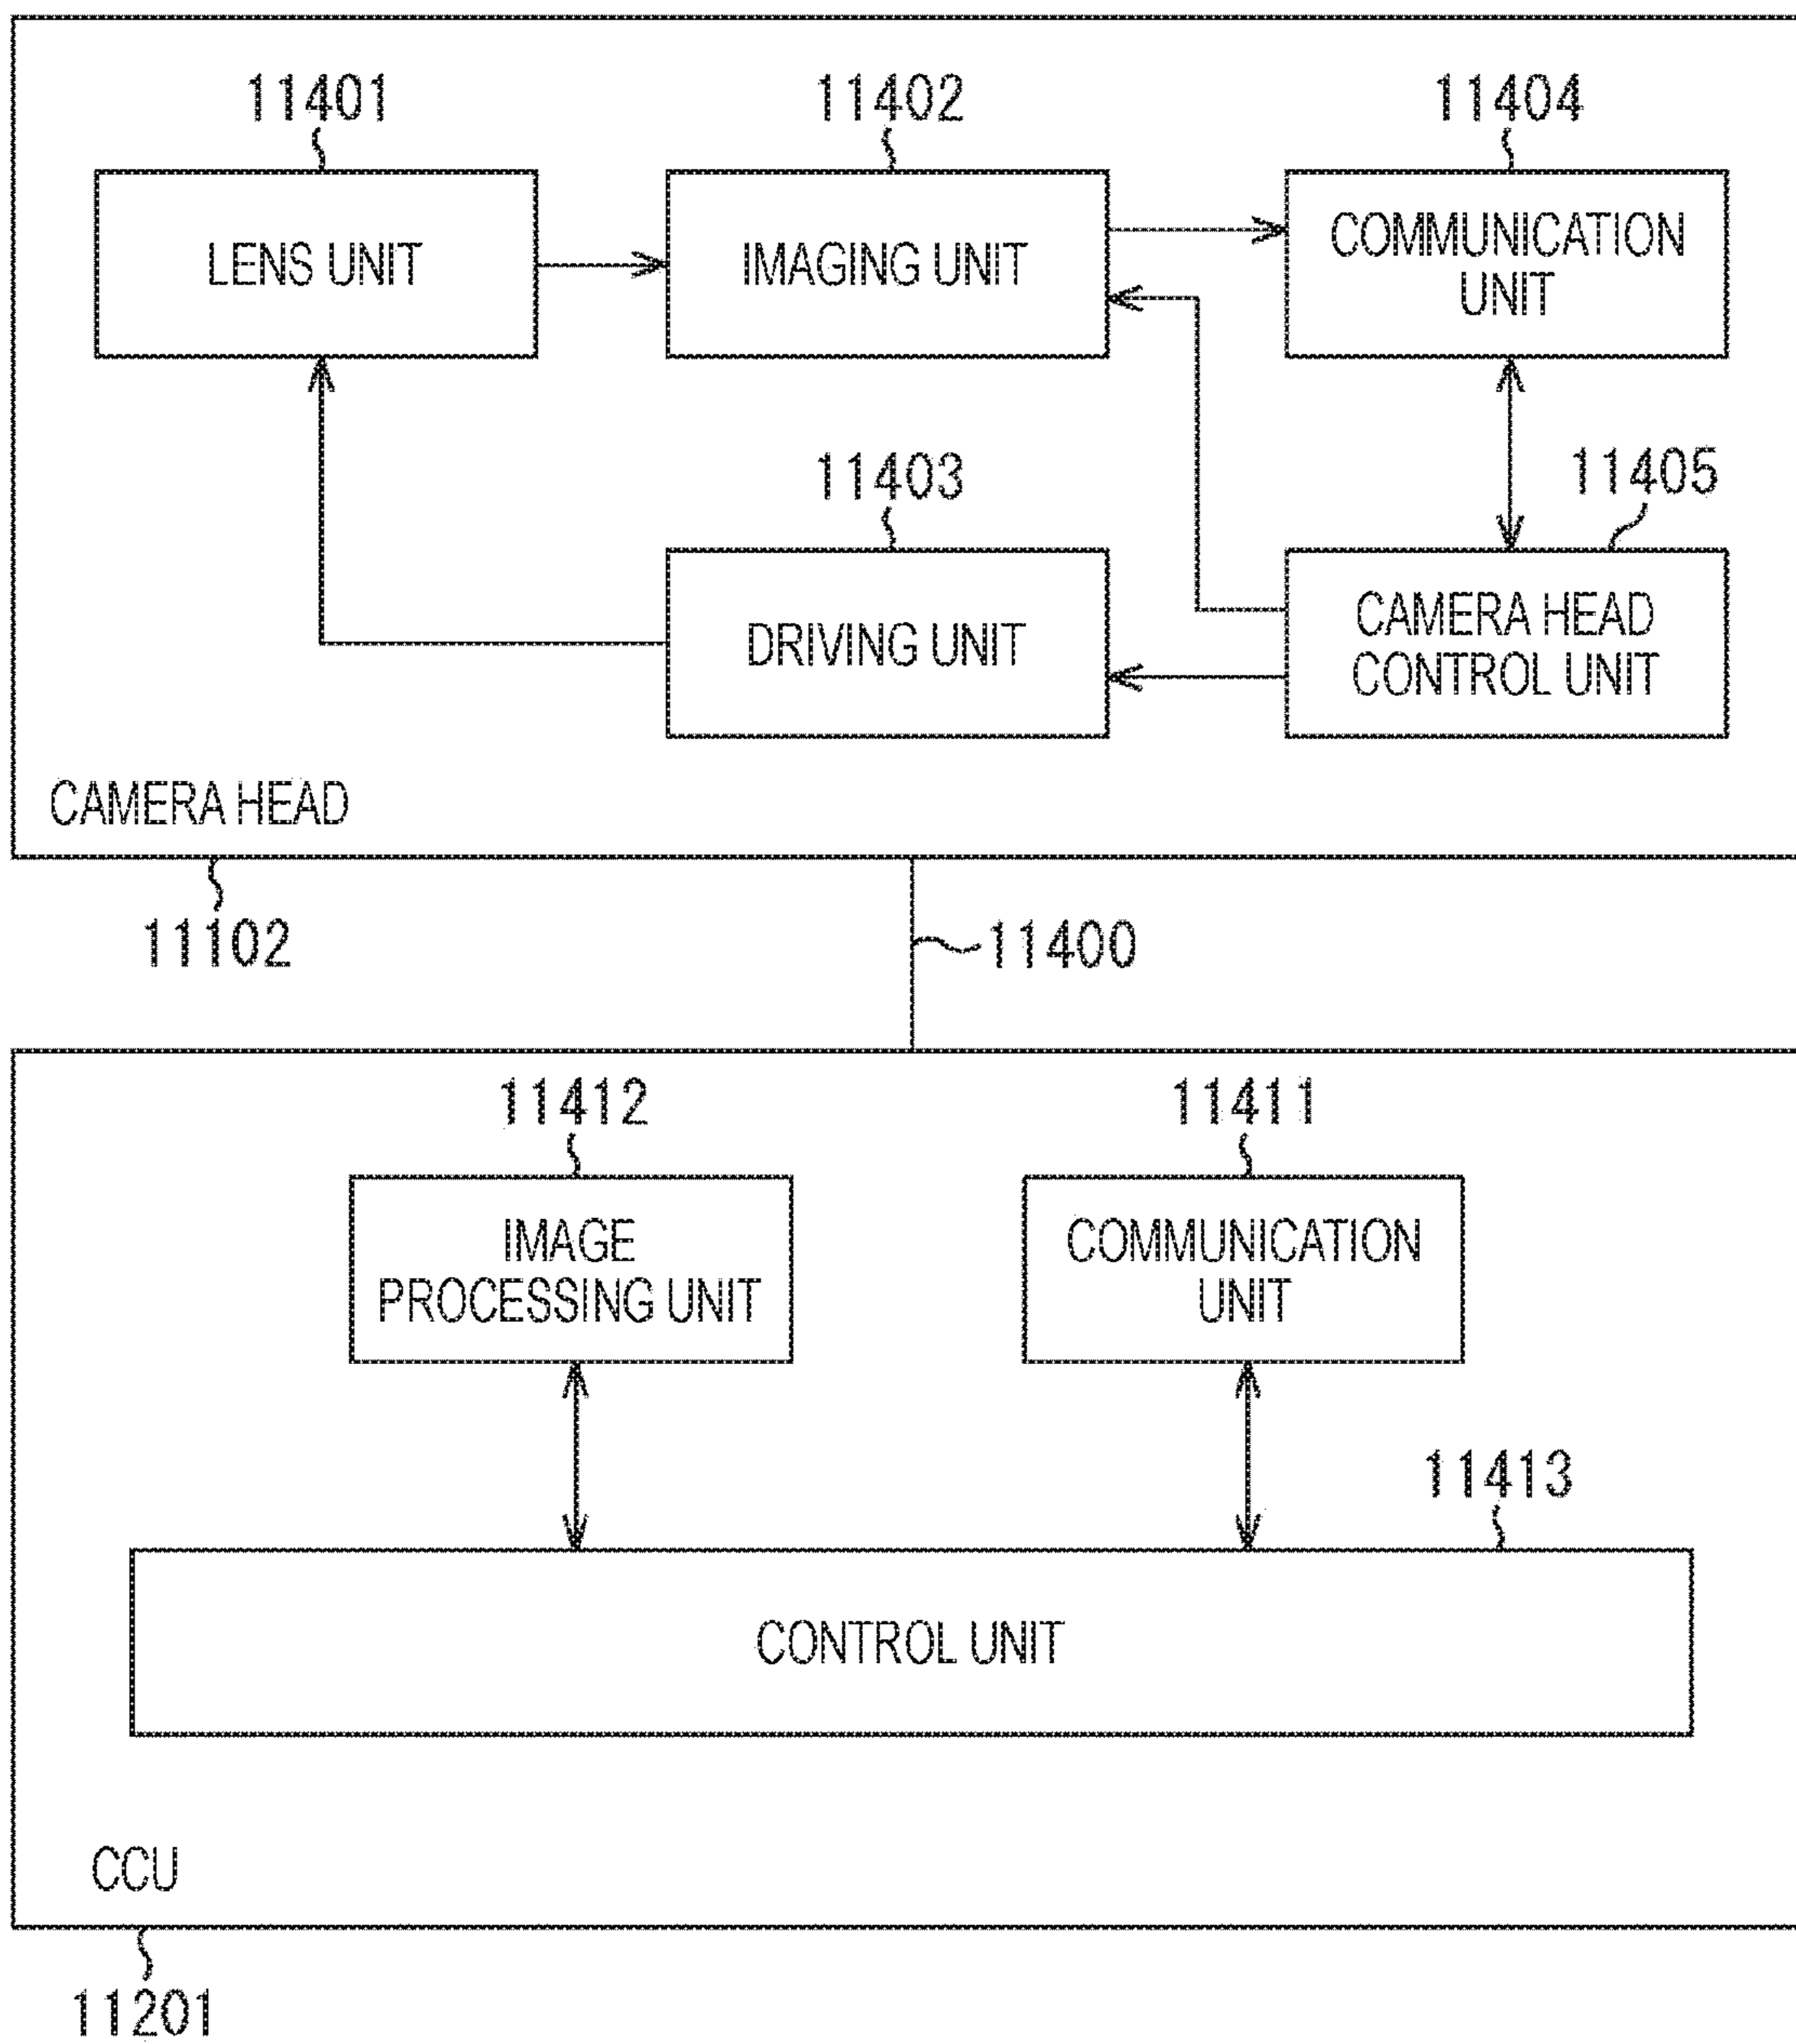 11401
11402
11404
LENS UNIT
IMAGING UNIT
COMMUNICATION
UNIT
11403
11405
DRIVING UNIT
CAMERA HEAD
CONTROL UNIT
CAMERA HEAD
11102
11400
11412
11411
IMAGE
PROCESSING UNIT
COMMUNICATION
UNIT
11413
CONTROL UNIT
CCU
11201